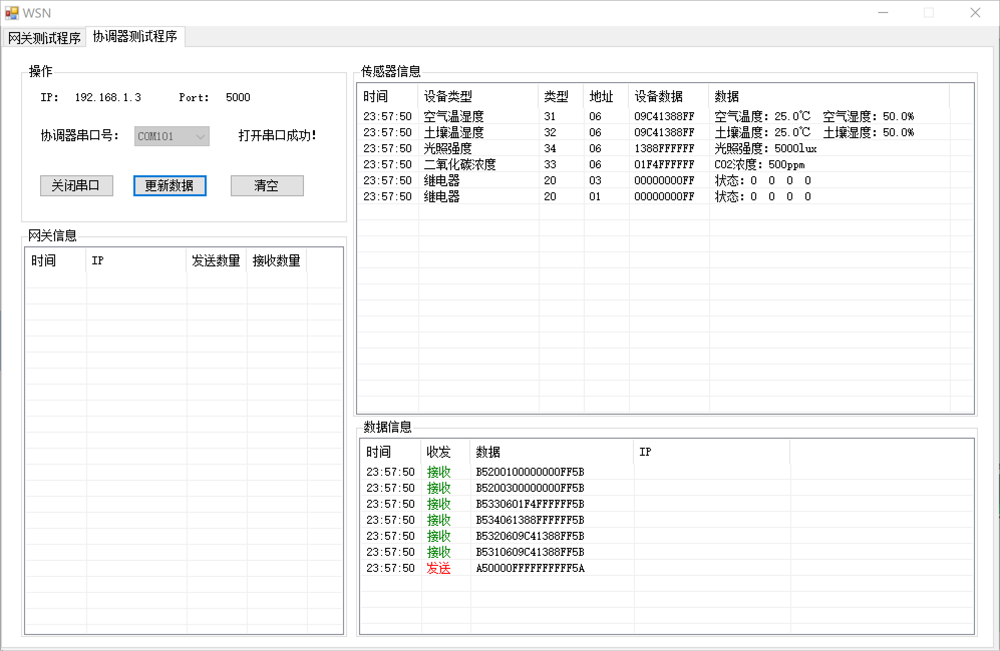 WSN
网关测试程序 协调器测试程序
操作
IP: 192.168.1.3 Port: 5000
协调器串口号: COM101 打开串口成功!
关闭串口 更新数据 清空
网关信息
时间 IP 发送数量 接收数量
传感器信息
时间 设备类型 类型 地址 设备数据 数据
23:57:50 空气温湿度 31 06 09C41388FF 空气温度: 25.0℃ 空气湿度: 50.0%
23:57:50 土壤温湿度 32 06 09C41388FF 土壤温度: 25.0℃ 土壤湿度: 50.0%
23:57:50 光照强度 34 06 1388FFFFFF 光照强度: 5000lux
23:57:50 二氧化碳浓度 33 06 01F4FFFFFF CO2浓度: 500ppm
23:57:50 继电器 20 03 00000000FF 状态: 0 0 0 0
23:57:50 继电器 20 01 00000000FF 状态: 0 0 0 0
数据信息
时间 收发 数据 IP
23:57:50 接收 B5200100000000FF5B
23:57:50 接收 B5200300000000FF5B
23:57:50 接收 B5330601F4FFFFFF5B
23:57:50 接收 B534061388FFFFFF5B
23:57:50 接收 B5320609C41388FF5B
23:57:50 接收 B5310609C41388FF5B
23:57:50 发送 A50000FFFFFFFFFF5A